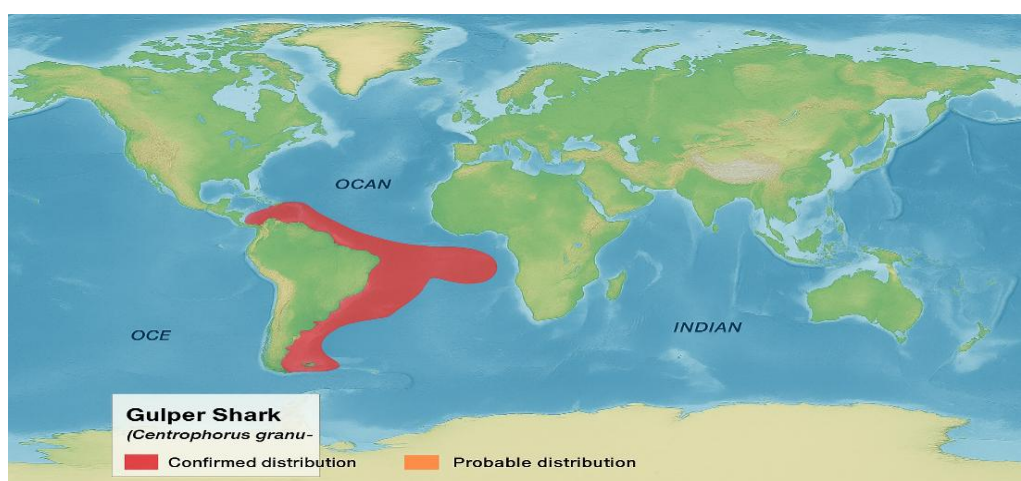 OCAN
OCE
INDIAN
Gulper Shark
(Centrophorus granu-
Confirmed distribution
Probable distribution